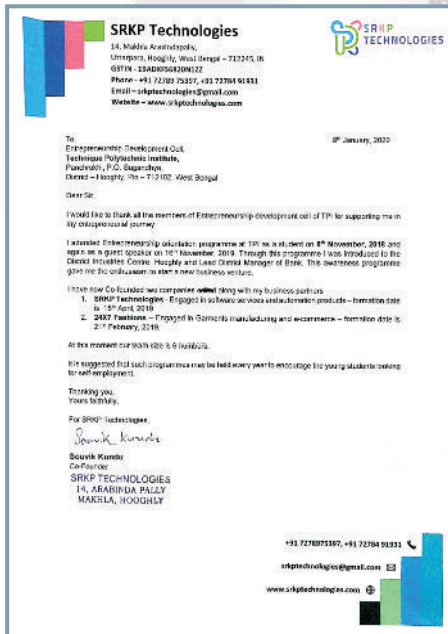 SRKP Technologies
14, Makhla Arabindapally,
Uttarpara, Hooghly, West Bengal – 712245, IN
GSTIN -
Phone - +91 72789 75397, +91 72784 91931
Email – srkptechnologies@gmail.com
Website – www.srkptechnologies.com
SRKP
TECHNOLOGIES
To
8th January, 2020
Entrepreneurship Development Cell,
Technique Polytechnic Institute,
Panchrokhi, P.O. Sugandhya,
District – Hooghly, Pin – 712102, West Bengal
Dear Sir,
I would like to thank all the members of Entrepreneurship development cell of TPI for supporting me in
my entrepreneurial journey
I attended Entrepreneurship orientation programme at TPI as a student on 8th November, 2018 and
again as a guest speaker on 16th November, 2019. Through this programme I was introduced to the
District Industries Centre, Hooghly and Lead District Manager of Bank. This awareness programme
gave me the enthusiasm to start a new business venture.
I have now Co-founded two companies along with my business partners
1. SRKP Technologies - Engaged in software services and automation products – formation date
is 15th April, 2019
2. 24X7 Fashions – Engaged in Garments manufacturing and e-commerce – formation date is
21st February, 2019.
At this moment our team size is 6 numbers.
It is suggested that such programmes may be held every year to encourage the young students looking
for self-employment.
Thanking you,
Yours faithfully,
For SRKP Technologies,
Souvik Kundu
Souvik Kundu
Co-Founder
SRKP TECHNOLOGIES
14, ARABINDA PALLY
MAKHLA, HOOGHLY
+91 7278975397, +91 72784 91931
srkptechnologies@gmail.com
www.srkptechnologies.com